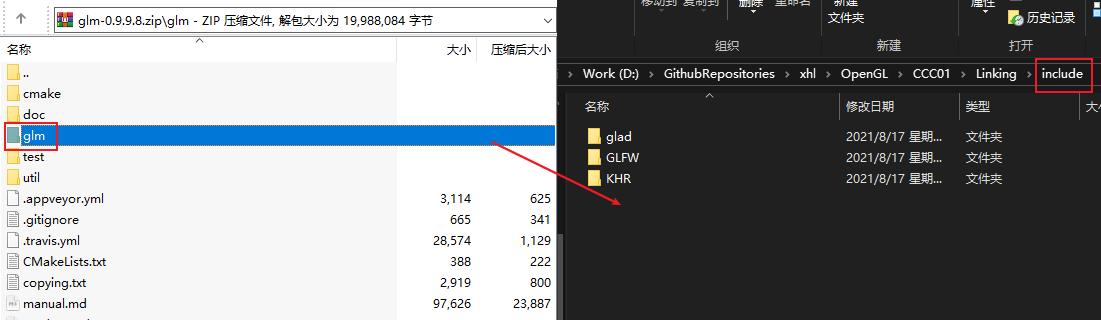 glm-0.9.9.8.zip\glm - ZIP 压缩文件, 解包大小为 19,988,084 字节
名称 大小 压缩后大小
..
cmake
doc
glm
test
util
.appveyor.yml 3,114 625
.gitignore 665 341
.travis.yml 28,574 1,129
CMakeLists.txt 388 222
copying.txt 2,919 800
manual.md 97,626 23,887
移动到 复制到 删除 重命名 新建 属性
文件夹 历史记录
组织 新建 打开
Work (D:) GithubRepositories xhl OpenGL CCC01 Linking include
名称 修改日期 类型 大
glad 2021/8/17 星期... 文件夹
GLFW 2021/8/17 星期... 文件夹
KHR 2021/8/17 星期... 文件夹